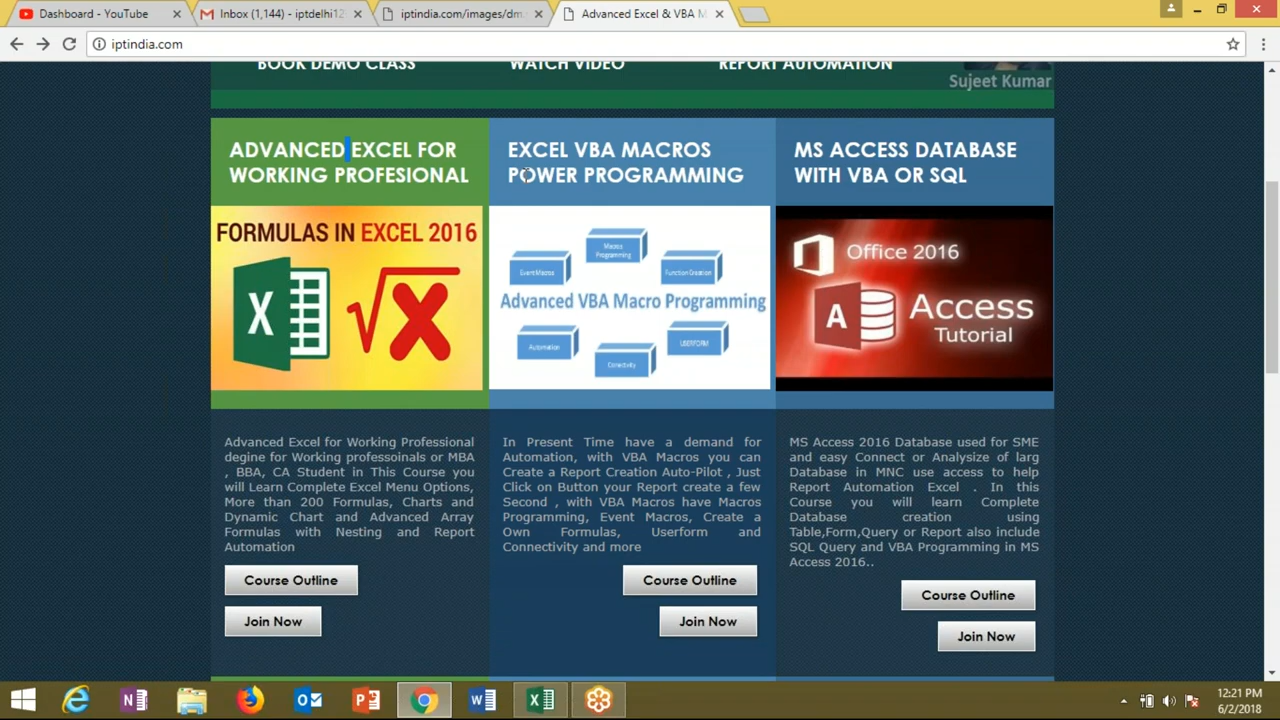 Dashboard - YouTube
Inbox (1,144) - iptdelhi12
iptindia.com/images/dm
Advanced Excel & VBA M
iptindia.com
BOOK DEMO CLASS
WATCH VIDEO
REPORT AUTOMATION
Sujeet Kumar
ADVANCED EXCEL FOR
WORKING PROFESIONAL
FORMULAS IN EXCEL 2016
X
X
Advanced Excel for Working Professional
degine for Working professoinals or MBA
, BBA, CA Student in This Course you
will Learn Complete Excel Menu Options,
More than 200 Formulas, Charts and
Dynamic Chart and Advanced Array
Formulas with Nesting and Report
Automation
Course Outline
Join Now
EXCEL VBA MACROS
POWER PROGRAMMING
Macros
Programming
Event Macros
Function Creation
Advanced VBA Macro Programming
Automation
USERFORM
Conectivity
In Present Time have a demand for
Automation, with VBA Macros you can
Create a Report Creation Auto-Pilot , Just
Click on Button your Report create a few
Second , with VBA Macros have Macros
Programming, Event Macros, Create a
Own Formulas, Userform and
Connectivity and more
Course Outline
Join Now
MS ACCESS DATABASE
WITH VBA OR SQL
Office 2016
A
Access
Tutorial
MS Access 2016 Database used for SME
and easy Connect or Analysize of larg
Database in MNC use access to help
Report Automation Excel . In this
Course you will learn Complete
Database creation using
Table,Form,Query or Report also include
SQL Query and VBA Programming in MS
Access 2016..
Course Outline
Join Now
12:21 PM
6/2/2018